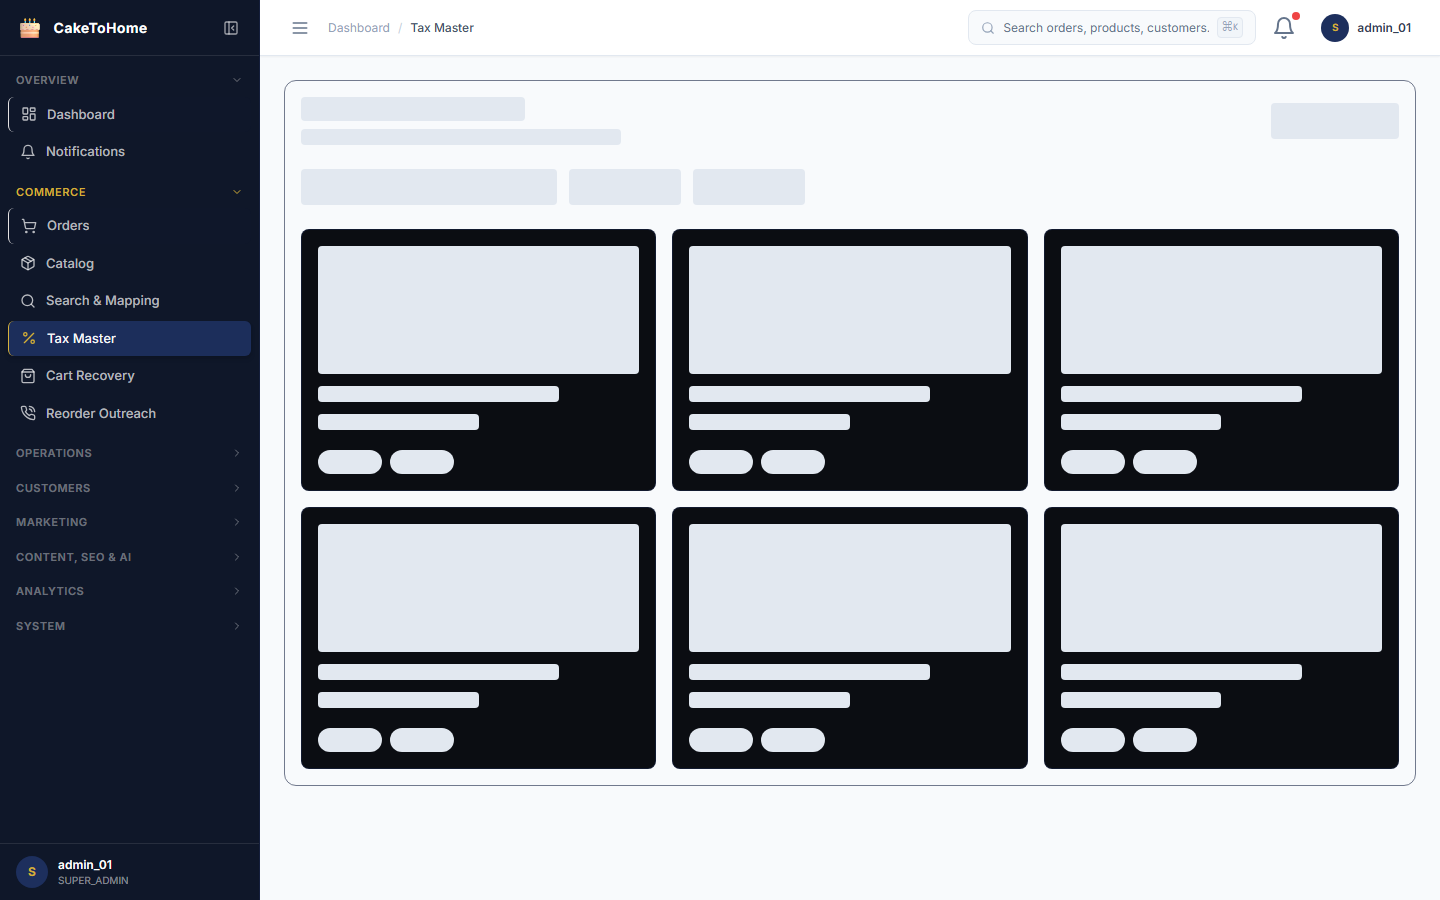 CakeToHome
Dashboard / Tax Master
Search orders, products, customers. ⌘K
S admin_01
OVERVIEW
Dashboard
Notifications
COMMERCE
Orders
Catalog
Search & Mapping
Tax Master
Cart Recovery
Reorder Outreach
OPERATIONS
CUSTOMERS
MARKETING
CONTENT, SEO & AI
ANALYTICS
SYSTEM
S admin_01
SUPER_ADMIN